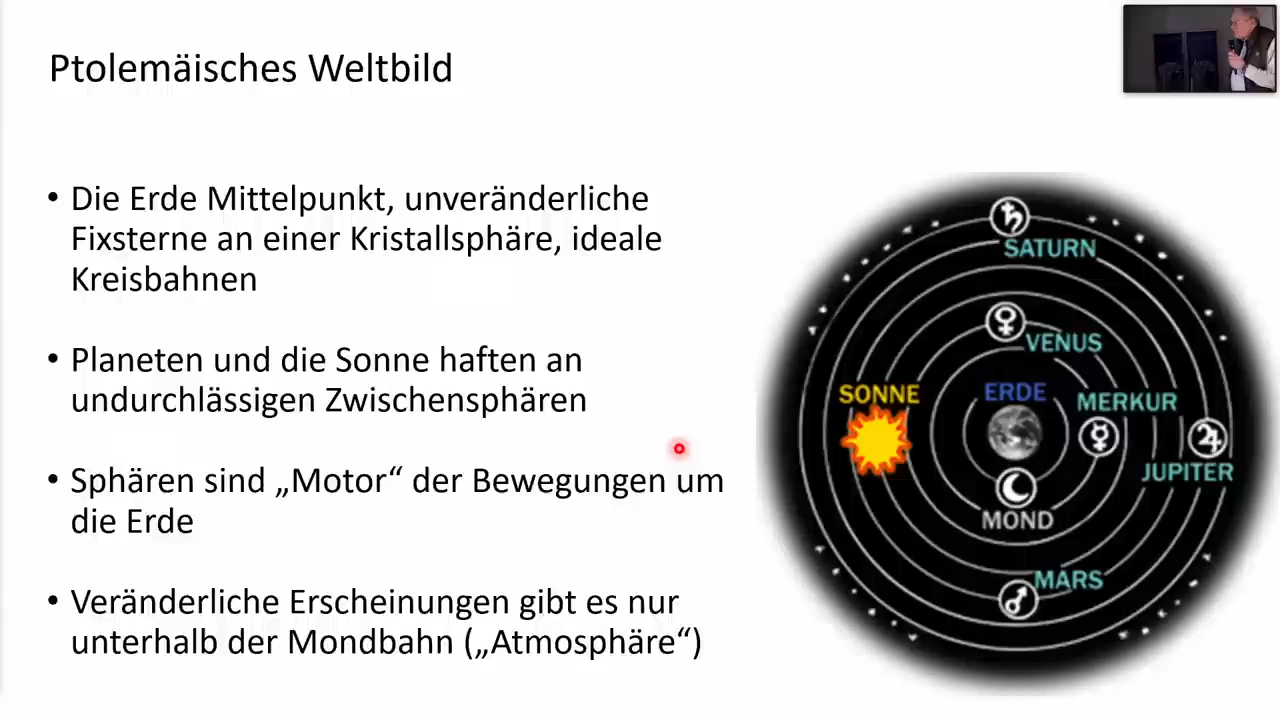 Ptolemäisches Weltbild
• Die Erde Mittelpunkt, unveränderliche
Fixsterne an einer Kristallsphäre, ideale
Kreisbahnen
• Planeten und die Sonne haften an
undurchlässigen Zwischensphären
• Sphären sind „Motor“ der Bewegungen um
die Erde
• Veränderliche Erscheinungen gibt es nur
unterhalb der Mondbahn („Atmosphäre“)
SATURN
VENUS
SONNE
ERDE
MERKUR
JUPITER
MOND
MARS